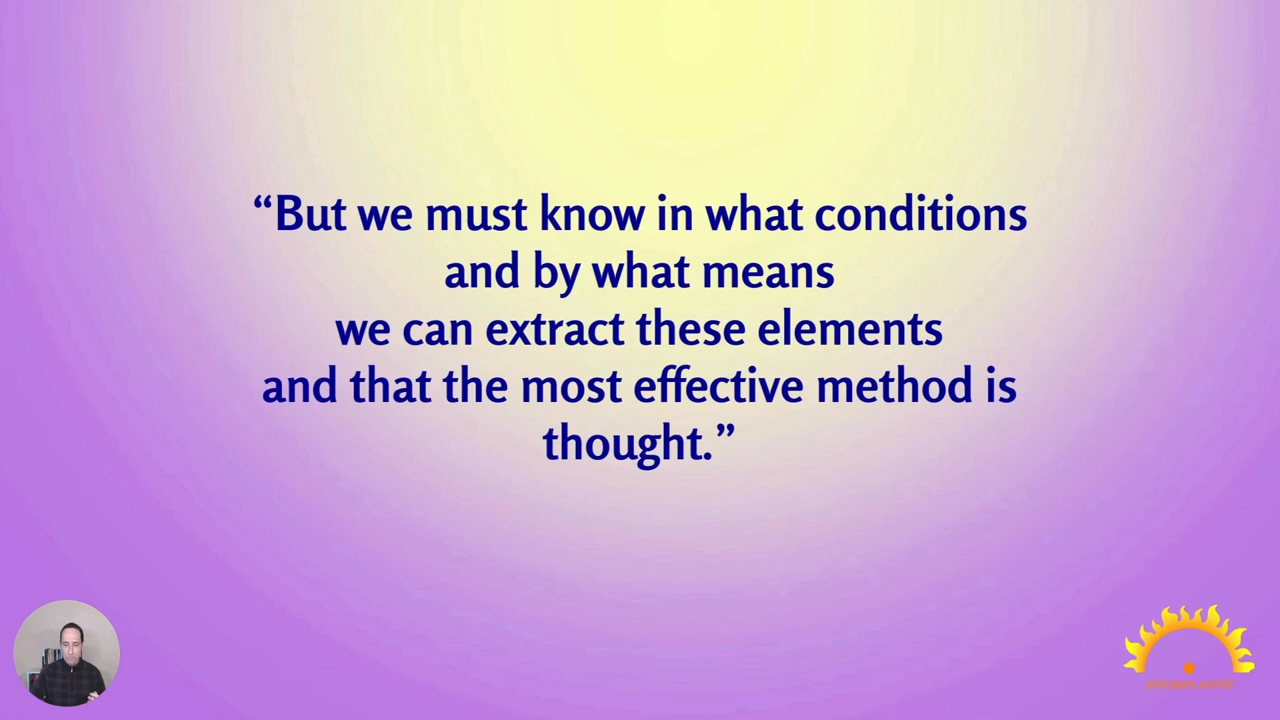 “But we must know in what conditions
and by what means
we can extract these elements
and that the most effective method is
thought.”